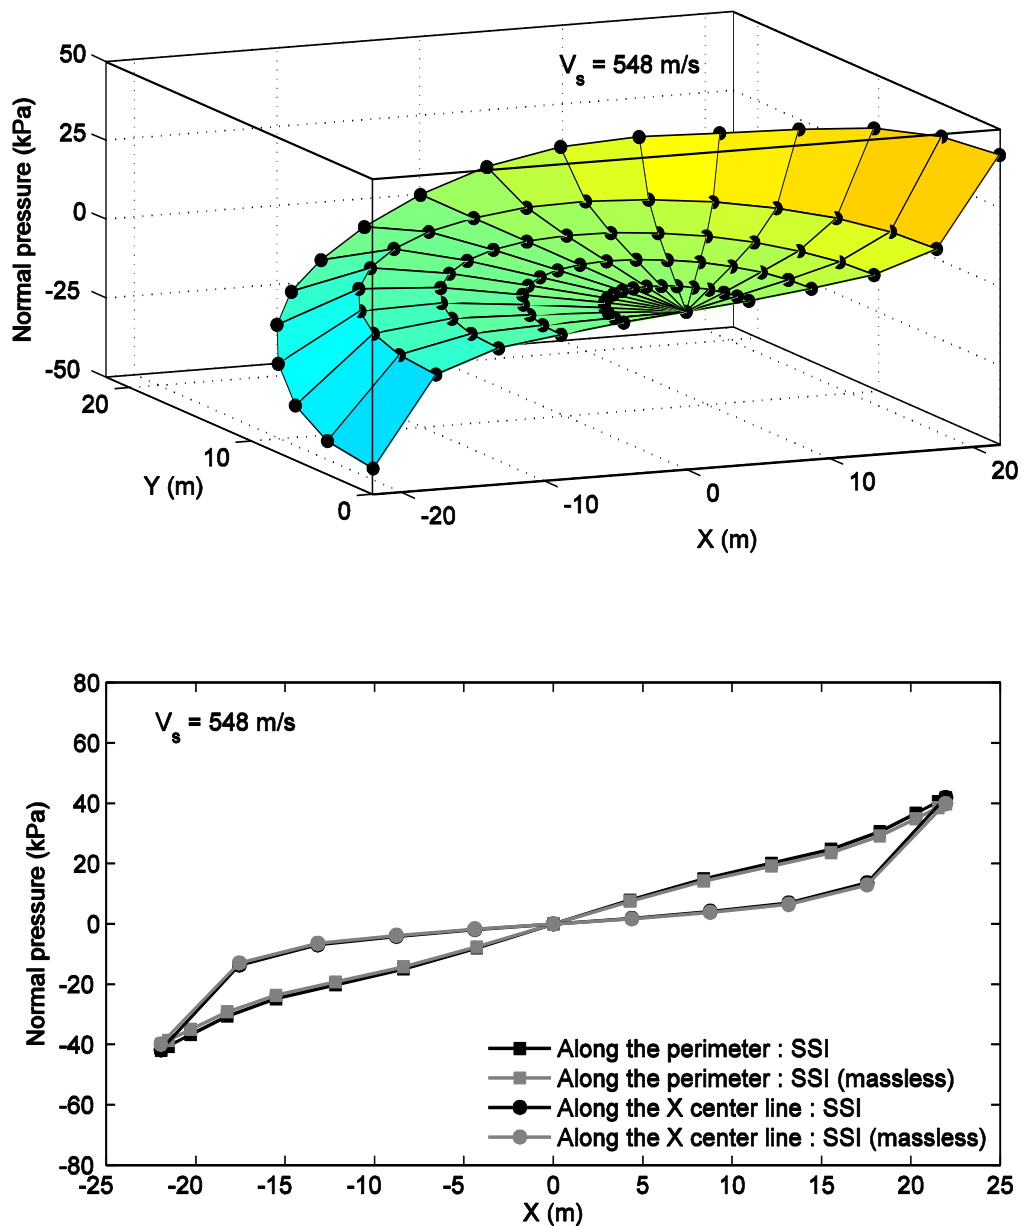 V_s = 548 m/s
Normal pressure (kPa)
50
25
0
-25
-50
20
10
0
Y (m)
-20
-10
0
10
20
X (m)
V_s = 548 m/s
Normal pressure (kPa)
80
60
40
20
0
-20
-40
-60
-80
Along the perimeter : SSI
Along the perimeter : SSI (massless)
Along the X center line : SSI
Along the X center line : SSI (massless)
-25 -20 -15 -10 -5 0 5 10 15 20 25
X (m)